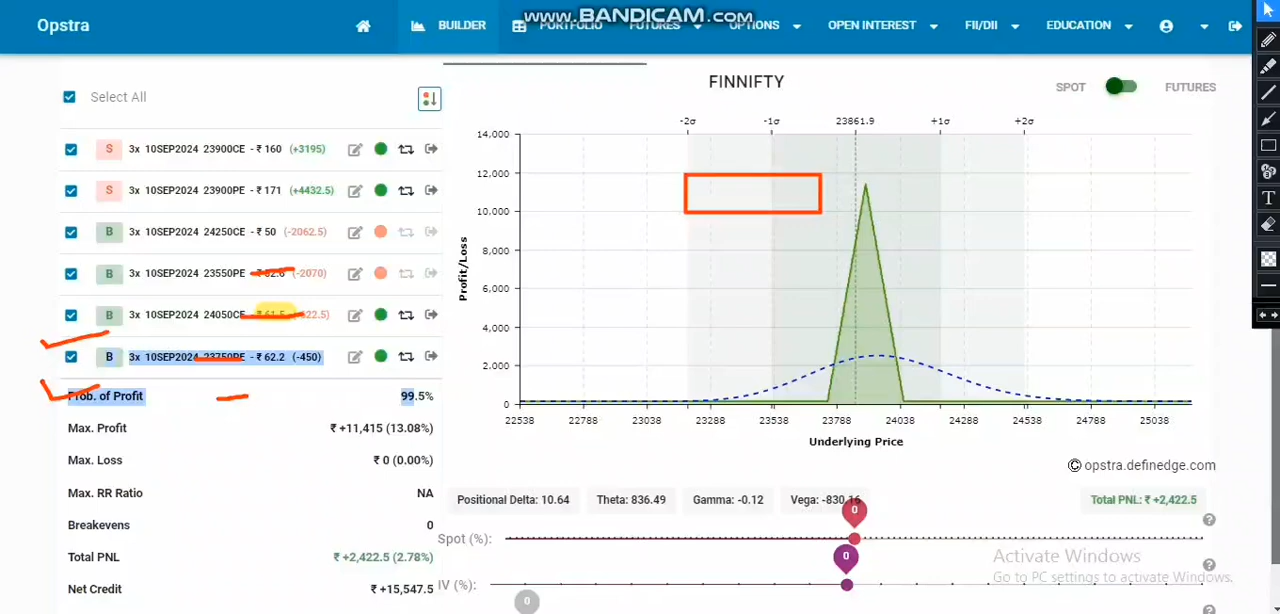 www.BANDICAM.com
Opstra
BUILDER
PORTFOLIO
FUTURES
OPTIONS
OPEN INTEREST
FII/DII
EDUCATION
Select All
FINNIFTY
SPOT
FUTURES
S 3x 10SEP2024 23900CE - ₹ 160 (+3195)
S 3x 10SEP2024 23900PE - ₹ 171 (+4432.5)
B 3x 10SEP2024 24250CE - ₹ 50 (-2062.5)
B 3x 10SEP2024 23550PE (-2070)
B 3x 10SEP2024 24050CE
B 3x 10SEP2024 23750PE - ₹ 62.2 (-450)
Prob. of Profit 99.5%
Max. Profit ₹ +11,415 (13.08%)
Max. Loss ₹ 0 (0.00%)
Max. RR Ratio NA
Breakevens 0
Total PNL ₹ +2,422.5 (2.78%)
Net Credit ₹ +15,547.5
-2σ -1σ 23861.9 +1σ +2σ
14,000
12,000
10,000
8,000
6,000
4,000
2,000
0
Profit/Loss
22538 22788 23038 23288 23538 23788 24038 24288 24538 24788 25038
Underlying Price
© opstra.definedge.com
Positional Delta: 10.64 Theta: 836.49 Gamma: -0.12 Vega: -830.16 Total PNL: ₹ +2,422.5
0
Spot (%):
0
IV (%):
0
Activate Windows
Go to PC settings to activate Windows.
T